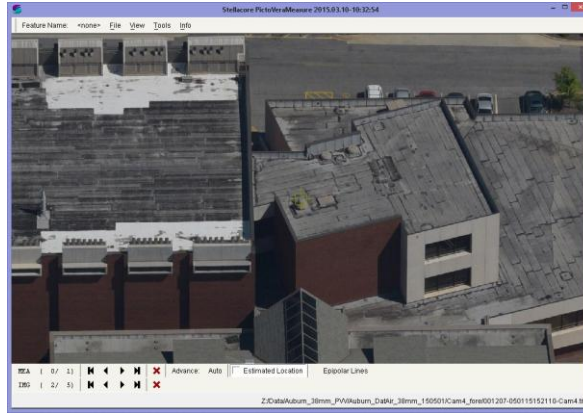 Stellacore PictoVeraMeasure 2015.03.10-10:32:54
Feature Name: <none> File View Tools Info
MEA ( 0/ 1) Advance: Auto Estimated Location Epipolar Lines
IMG ( 2/ 5)
Z:/Data/Auburn_38mm_PVV/Auburn_DatAir_38mm_150501/Cam4_fore/001207-050115152110-Cam4.ti